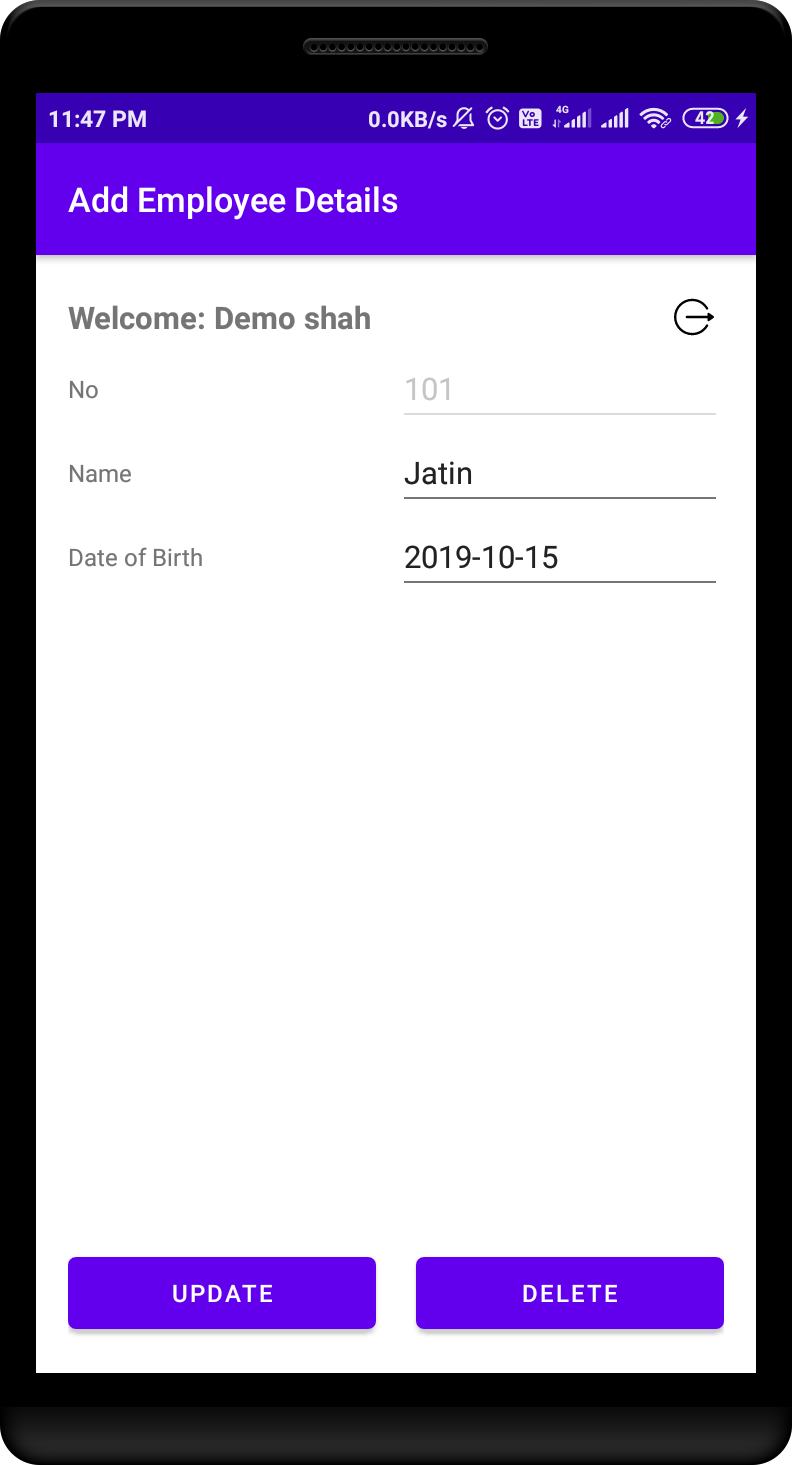 11:47 PM 0.0KB/s Vo LTE 4G 42
Add Employee Details
Welcome: Demo shah
No 101
Name Jatin
Date of Birth 2019-10-15
UPDATE DELETE